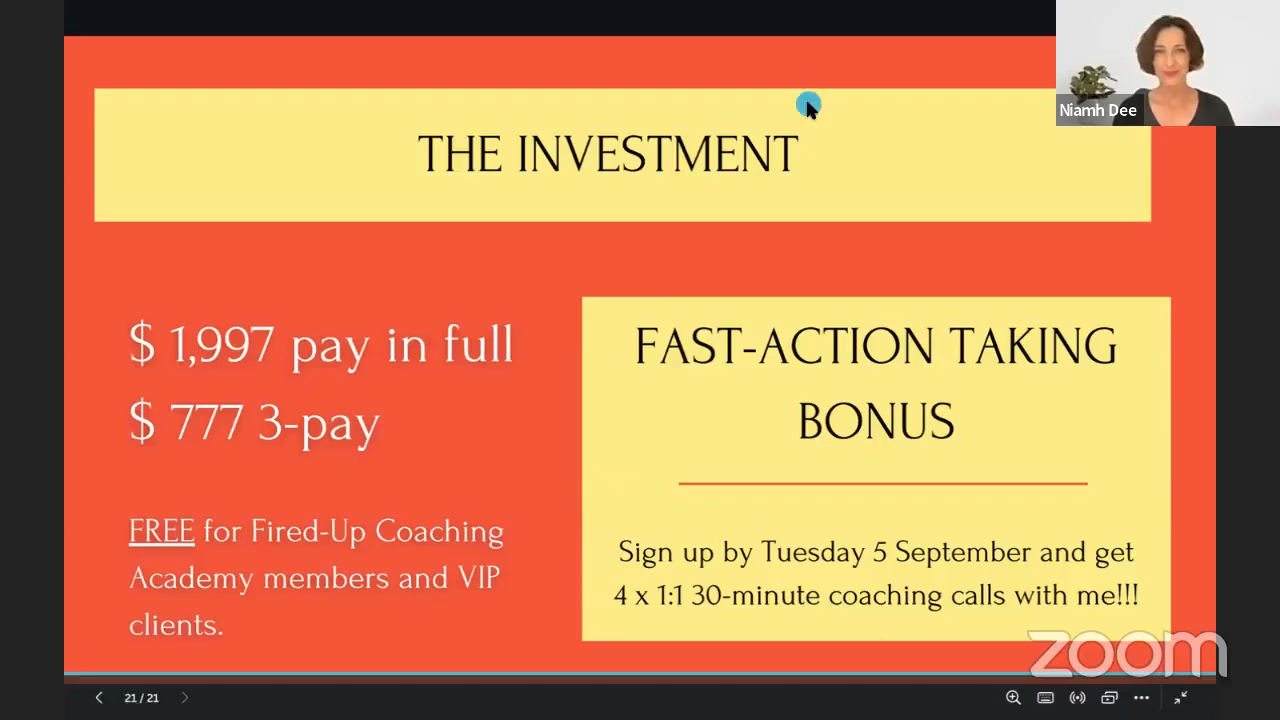 Niamh Dee
THE INVESTMENT
$ 1,997 pay in full
$ 777 3-pay
FREE for Fired-Up Coaching
Academy members and VIP
clients.
FAST-ACTION TAKING
BONUS
Sign up by Tuesday 5 September and get
4 x 1:1 30-minute coaching calls with me!!!
zoom
21 / 21